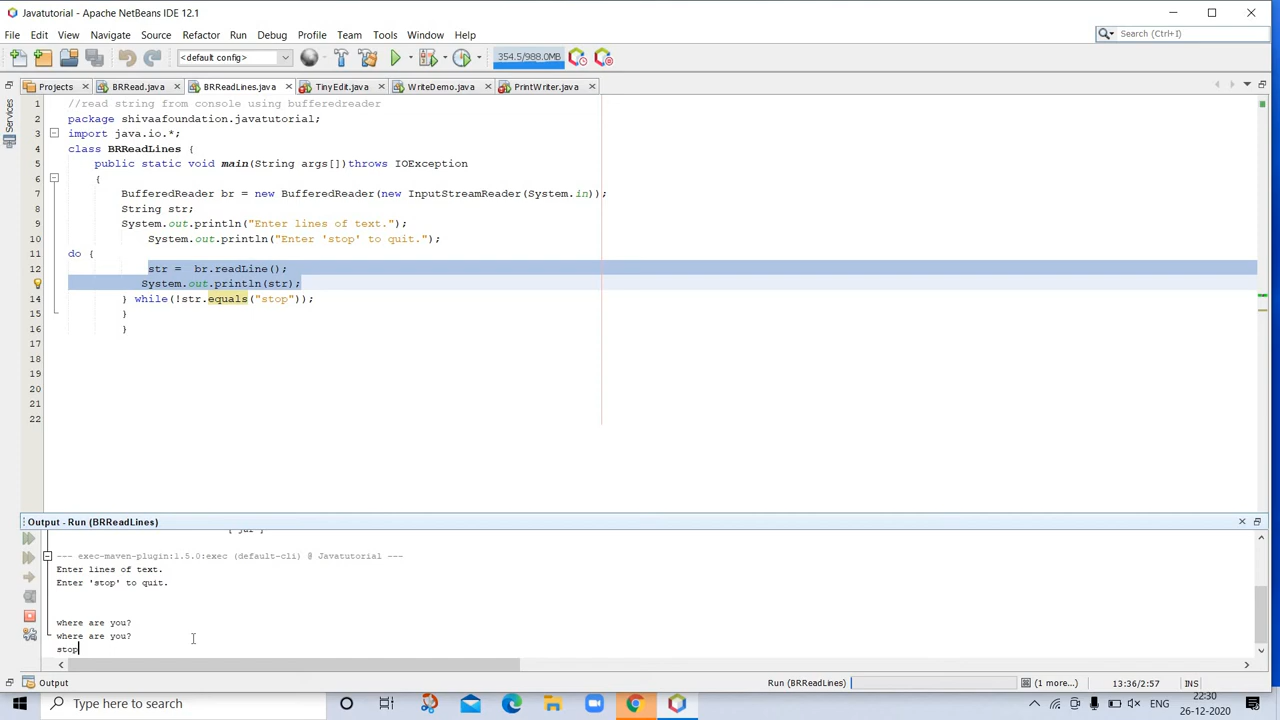 Javatutorial - Apache NetBeans IDE 12.1
File Edit View Navigate Source Refactor Run Debug Profile Team Tools Window Help
Search (Ctrl+I)
<default config>
354.5/988.0MB
Projects BRRead.java BRReadLines.java TinyEdit.java WriteDemo.java PrintWriter.java
Services
1 //read string from console using bufferedreader
2 package shivaafoundation.javatutorial;
3 import java.io.*;
4 class BRReadLines {
5 public static void main(String args[])throws IOException
6 {
7 BufferedReader br = new BufferedReader(new InputStreamReader(System.in));
8 String str;
9 System.out.println("Enter lines of text.");
10 System.out.println("Enter 'stop' to quit.");
11 do {
12 str = br.readLine();
System.out.println(str);
14 } while(!str.equals("stop"));
15 }
16 }
17
18
19
20
21
22
Output - Run (BRReadLines)
[ jar ]
--- exec-maven-plugin:1.5.0:exec (default-cli) @ Javatutorial ---
Enter lines of text.
Enter 'stop' to quit.
where are you?
where are you?
stop
Output Run (BRReadLines) (1 more...) 13:36/2:57 INS
Type here to search
ENG
22:30
26-12-2020